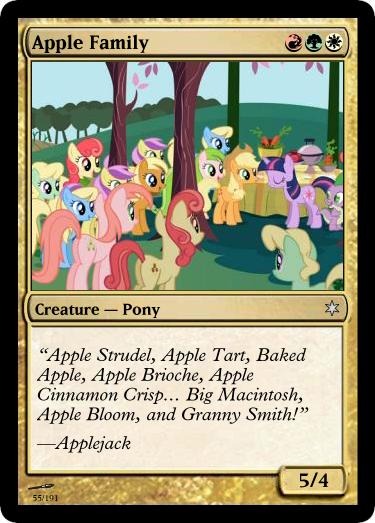 Apple Family
Creature — Pony
“Apple Strudel, Apple Tart, Baked
Apple, Apple Brioche, Apple
Cinnamon Crisp... Big Macintosh,
Apple Bloom, and Granny Smith!”
—Applejack
5/4
55/191